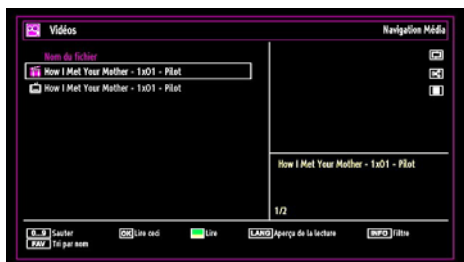 Vidéos
Navigation Média
Nom du fichier
How I Met Your Mother - 1x01 - Pilot
How I Met Your Mother - 1x01 - Pilot
How I Met Your Mother - 1x01 - Pilot
1/2
0...9 Sauter
OK Lire ceci
Lire
LANG Aperçu de la lecture
INFO Filtre
FAV Tri par nom